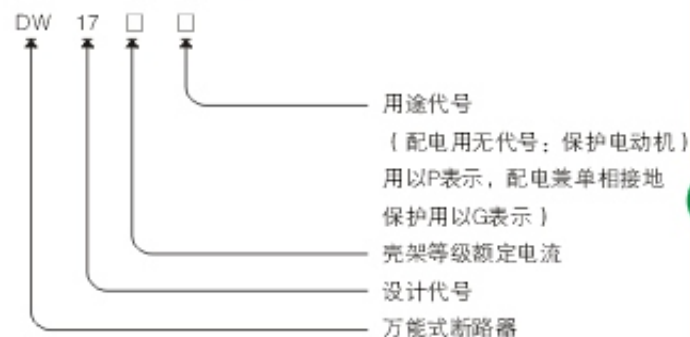 DW 17 □ □
用途代号
(配电用无代号：保护电动机)
用以P表示，配电兼单相接地
保护用以G表示)
壳架等级额定电流
设计代号
万能式断路器